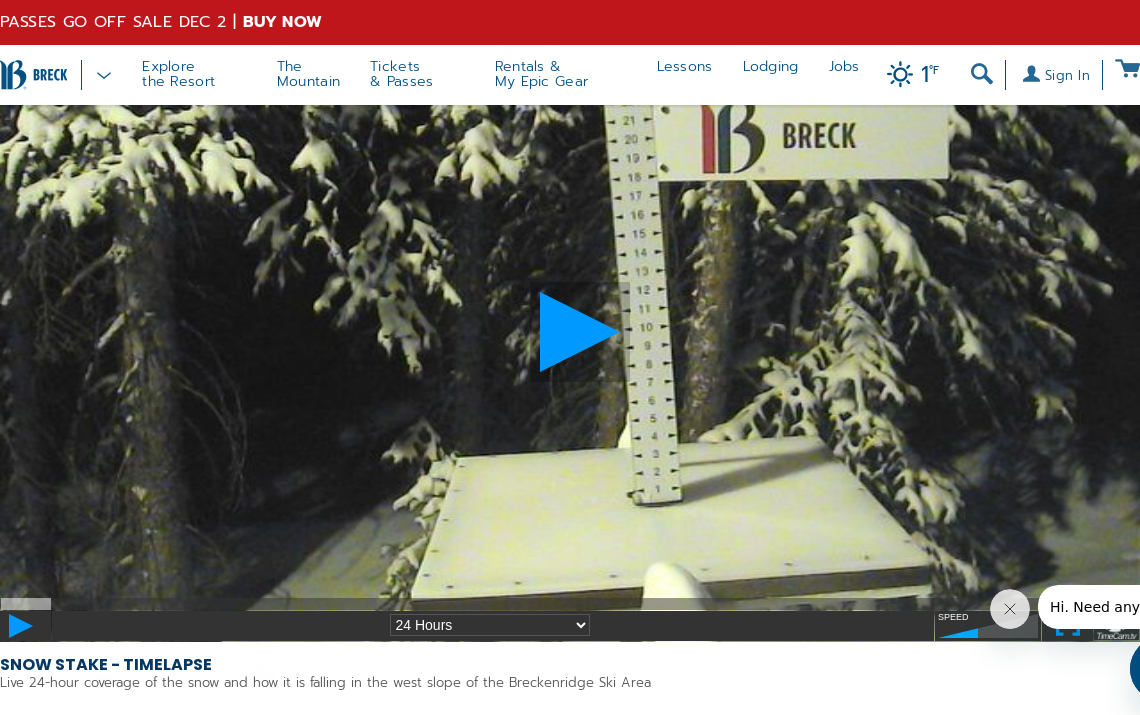 PASSES GO OFF SALE DEC 2 | BUY NOW
BRECK
Explore
the Resort
The
Mountain
Tickets
& Passes
Rentals &
My Epic Gear
Lessons
Lodging
Jobs
1°F
Sign In
BRECK
21
20
19
18
17
16
15
14
13
12
11
10
9
8
7
6
5
4
3
2
1
24 Hours
SPEED
TimeCam.tv
Hi. Need any
SNOW STAKE - TIMELAPSE
Live 24-hour coverage of the snow and how it is falling in the west slope of the Breckenridge Ski Area